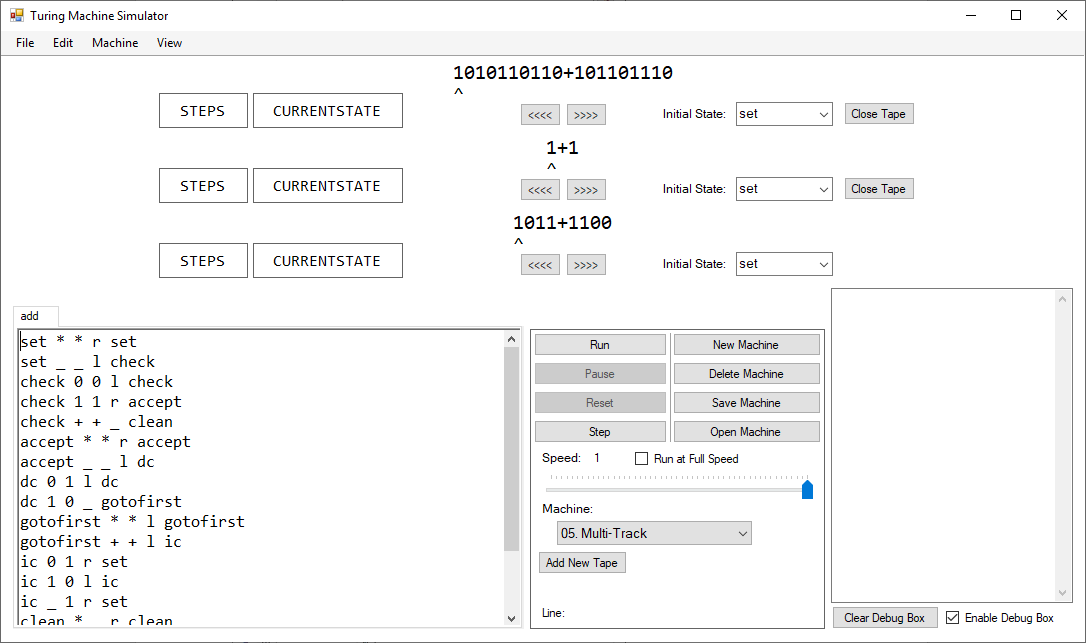 Turing Machine Simulator
File Edit Machine View
1010110110+101101110
^
STEPS CURRENTSTATE <<<< >>>> Initial State: set Close Tape
1+1
^
STEPS CURRENTSTATE <<<< >>>> Initial State: set Close Tape
1011+1100
^
STEPS CURRENTSTATE <<<< >>>> Initial State: set
add
set * * r set
set _ _ l check
check 0 0 l check
check 1 1 r accept
check + + _ clean
accept * * r accept
accept _ _ l dc
dc 0 1 l dc
dc 1 0 _ gotofirst
gotofirst * * l gotofirst
gotofirst + + l ic
ic 0 1 r set
ic 1 0 l ic
ic _ 1 r set
clean * _ r clean
Run New Machine
Pause Delete Machine
Reset Save Machine
Step Open Machine
Speed: 1 Run at Full Speed
Machine:
05. Multi-Track
Add New Tape
Line:
Clear Debug Box Enable Debug Box